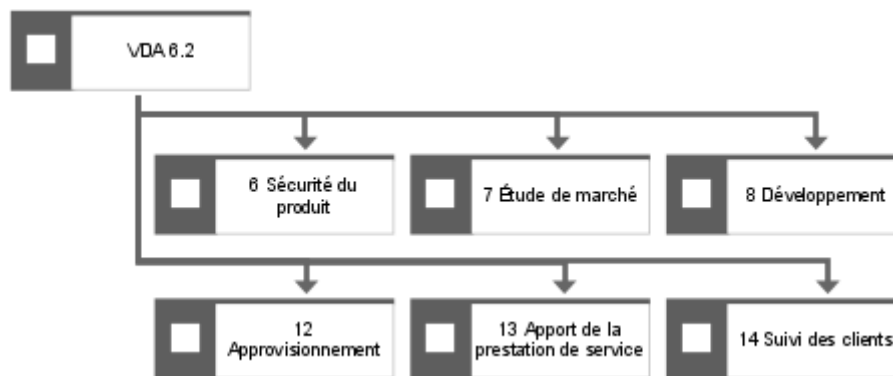 VDA 6.2
6 Sécurité du
produit
7 Étude de marché
8 Développement
12
Approvisionnement
13 Apport de la
prestation de service
14 Suivi des clients